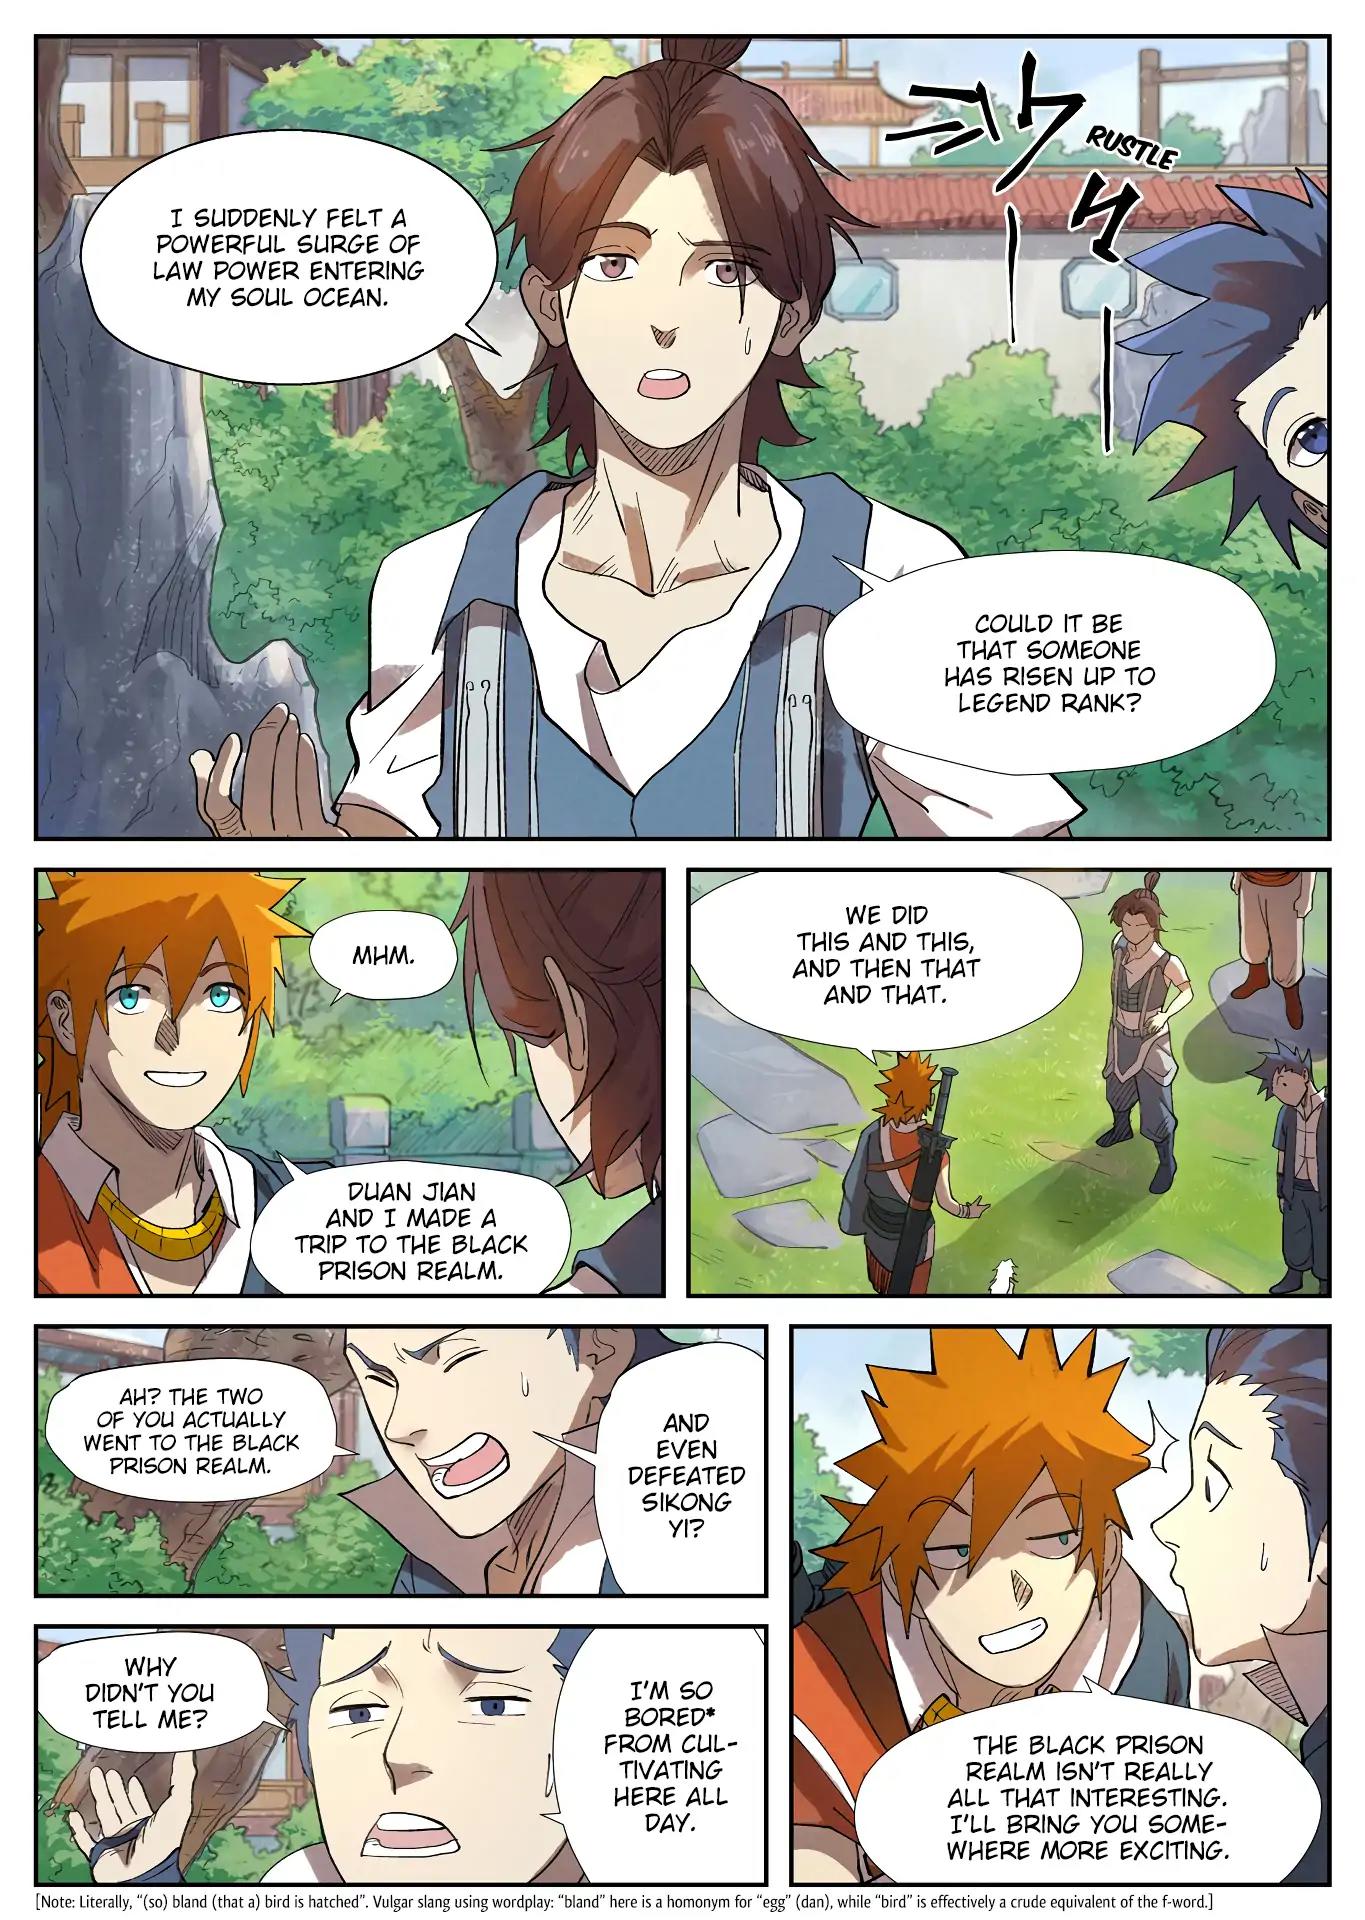 RUSTLE
I SUDDENLY FELT A
POWERFUL SURGE OF
LAW POWER ENTERING
MY SOUL OCEAN.
COULD IT BE
THAT SOMEONE
HAS RISEN UP TO
LEGEND RANK?
MHM.
DUAN JIAN
AND I MADE A
TRIP TO THE BLACK
PRISON REALM.
WE DID
THIS AND THIS,
AND THEN THAT
AND THAT.
AH? THE TWO
OF YOU ACTUALLY
WENT TO THE BLACK
PRISON REALM.
AND
EVEN
DEFEATED
SIKONG
YI?
WHY
DIDN'T YOU
TELL ME?
I'M SO
BORED*
FROM CUL-
TIVATING
HERE ALL
DAY.
THE BLACK PRISON
REALM ISN'T REALLY
ALL THAT INTERESTING.
I'LL BRING YOU SOME-
WHERE MORE EXCITING.
[Note: Literally, “(so) bland (that a) bird is hatched”. Vulgar slang using wordplay: “bland” here is a homonym for “egg” (dan), while “bird” is effectively a crude equivalent of the f-word.]